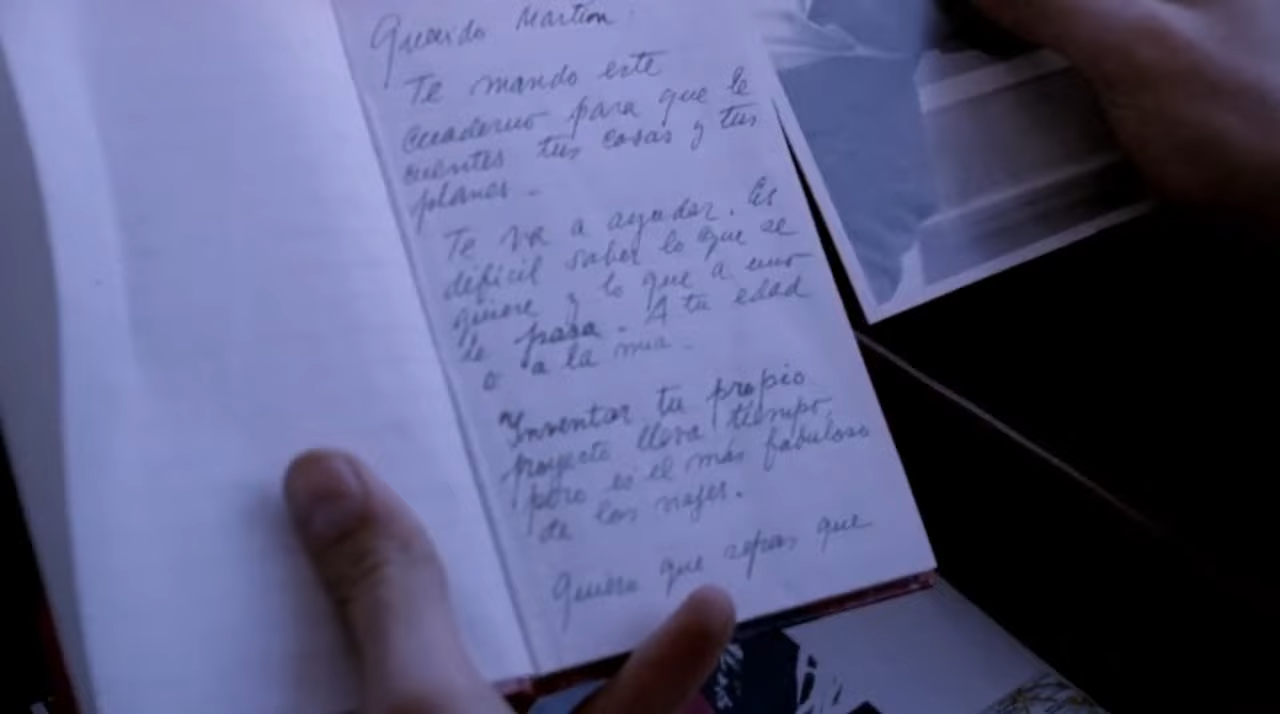 Querido Martín:
Te mando este
cuaderno para que le
cuentes tus cosas y tus
planes -
Te va a ayudar. Es
difícil saber lo que se
quiere y lo que a uno
le pasa. A tu edad
o a la mía -
Inventar tu propio
proyecto lleva tiempo,
pero es el más fabuloso
de los viajes.
Quiero que sepas que